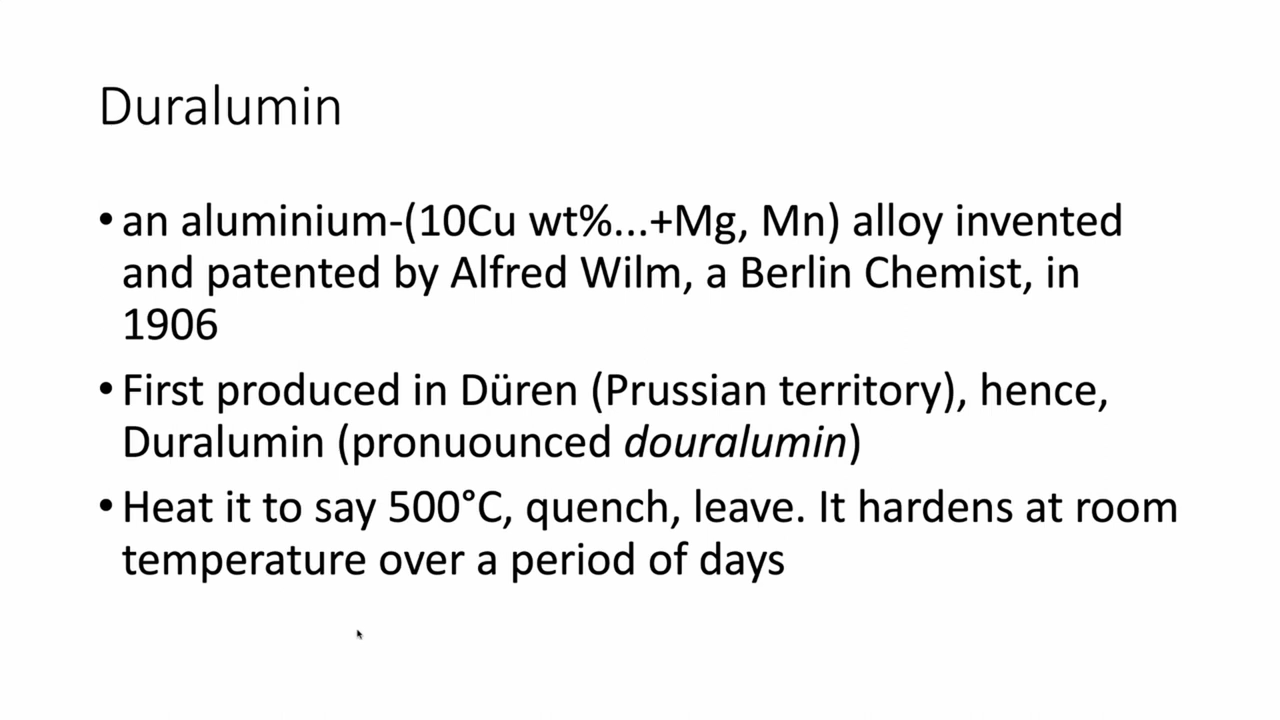 Duralumin
• an aluminium-(10Cu wt%...+Mg, Mn) alloy invented
and patented by Alfred Wilm, a Berlin Chemist, in
1906
• First produced in Düren (Prussian territory), hence,
Duralumin (pronuounced douralumin)
• Heat it to say 500°C, quench, leave. It hardens at room
temperature over a period of days